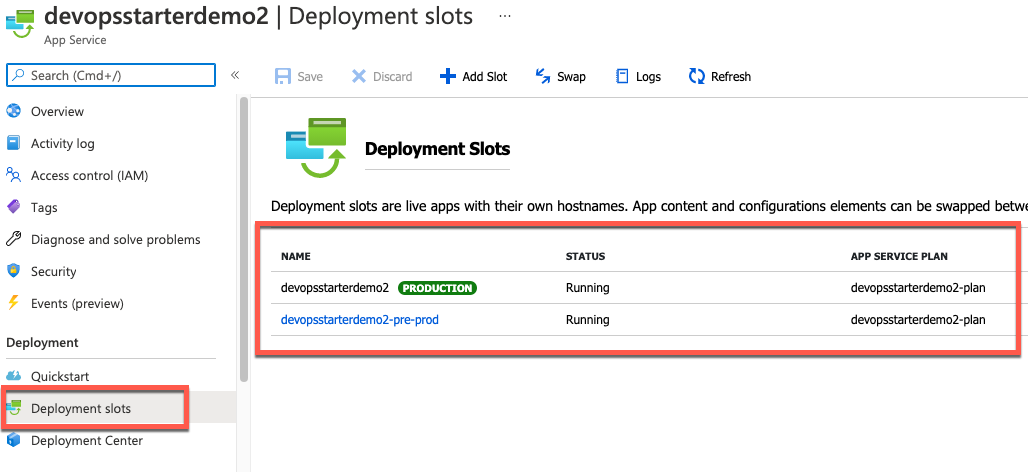 devopsstarterdemo2 | Deployment slots ...
App Service
Search (Cmd+/) «
Save Discard Add Slot Swap Logs Refresh
Overview
Activity log
Access control (IAM)
Tags
Diagnose and solve problems
Security
Events (preview)
Deployment
Quickstart
Deployment slots
Deployment Center
Deployment Slots
Deployment slots are live apps with their own hostnames. App content and configurations elements can be swapped betwe
NAME STATUS APP SERVICE PLAN
devopsstarterdemo2 PRODUCTION Running devopsstarterdemo2-plan
devopsstarterdemo2-pre-prod Running devopsstarterdemo2-plan